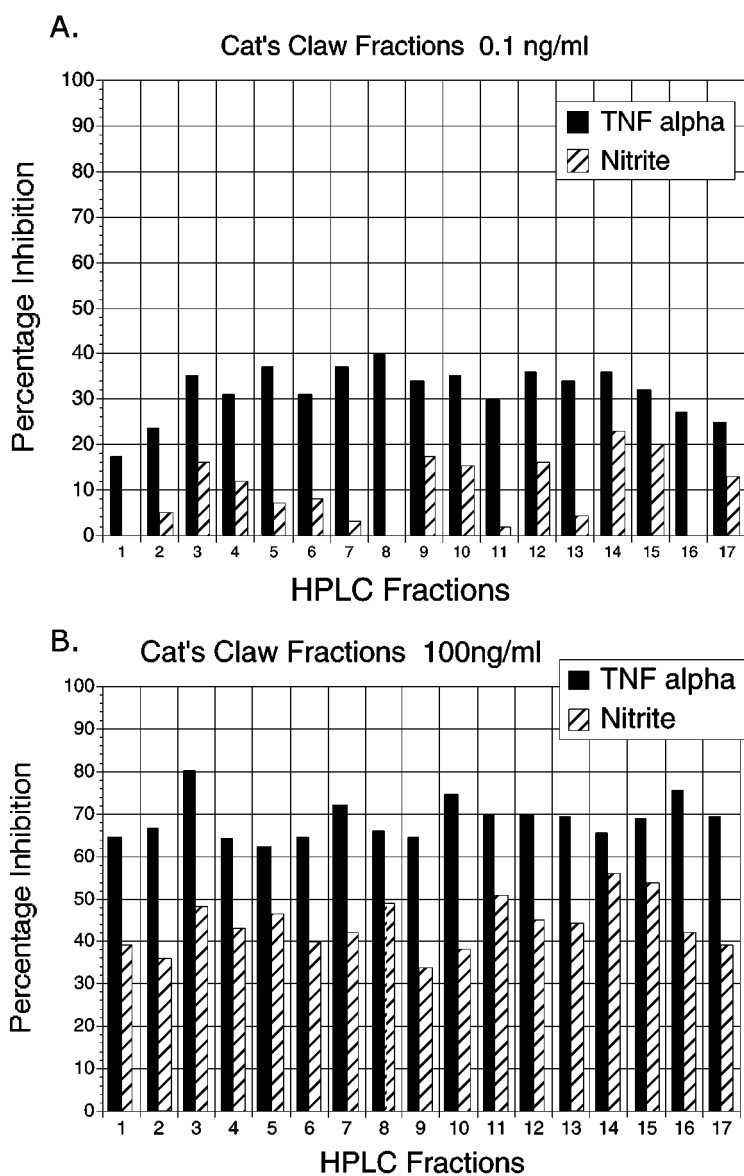 A.
Cat's Claw Fractions 0.1 ng/ml
TNF alpha
Nitrite
Percentage Inhibition
100
90
80
70
60
50
40
30
20
10
0
1 2 3 4 5 6 7 8 9 10 11 12 13 14 15 16 17
HPLC Fractions
B.
Cat's Claw Fractions 100ng/ml
TNF alpha
Nitrite
Percentage Inhibition
100
90
80
70
60
50
40
30
20
10
0
1 2 3 4 5 6 7 8 9 10 11 12 13 14 15 16 17
HPLC Fractions